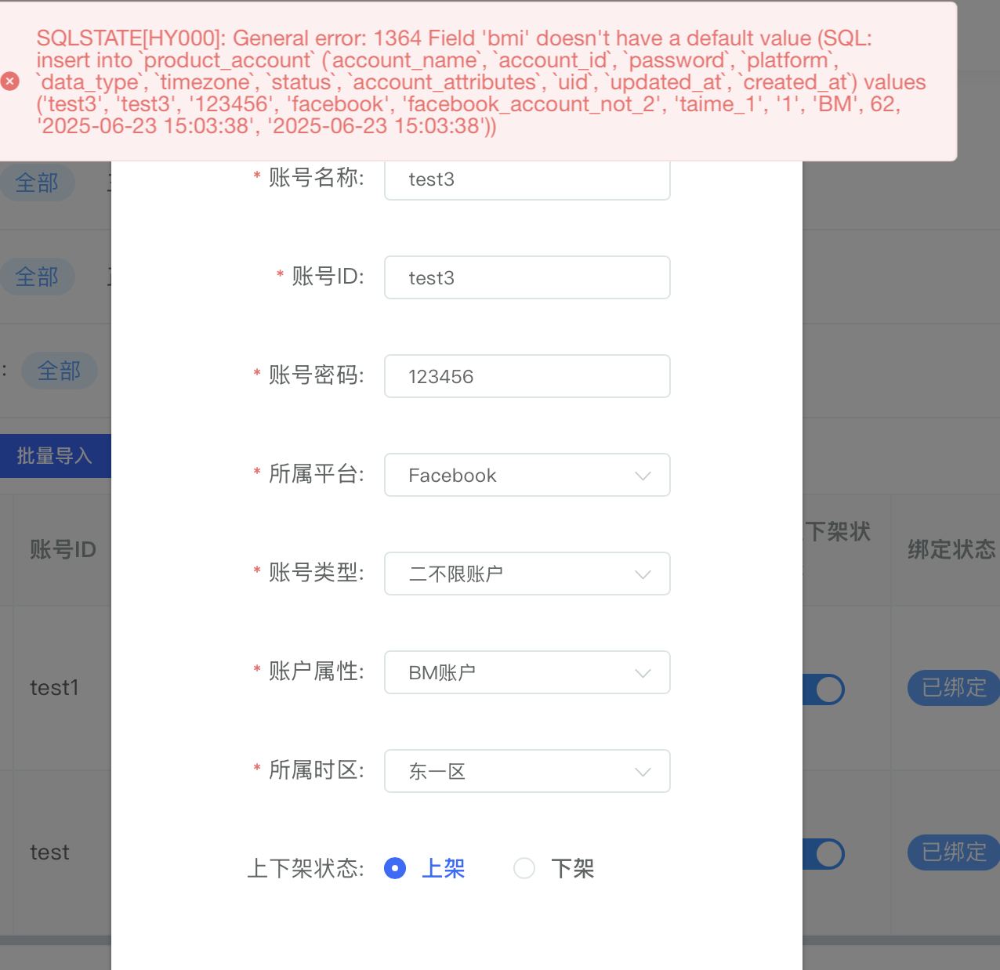 SQLSTATE[HY000]: General error: 1364 Field 'bmi' doesn't have a default value (SQL:
insert into `product_account` (`account_name`, `account_id`, `password`, `platform`,
`data_type`, `timezone`, `status`, `account_attributes`, `uid`, `updated_at`, `created_at`) values
('test3', 'test3', '123456', 'facebook', 'facebook_account_not_2', 'taime_1', '1', 'BM', 62,
'2025-06-23 15:03:38', '2025-06-23 15:03:38'))
全部
* 账号名称: test3
全部
* 账号ID: test3
: 全部
* 账号密码: 123456
批量导入
* 所属平台: Facebook
账号ID
下架状
绑定状态
* 账号类型: 二不限账户
* 账户属性: BM账户
test1
已绑定
* 所属时区: 东一区
test
已绑定
上下架状态: 上架 下架